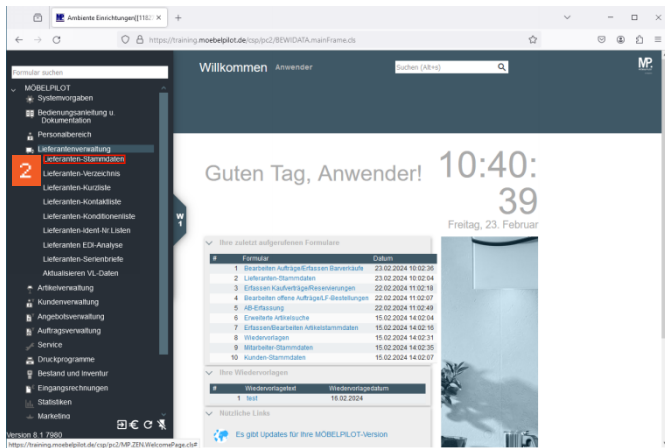 Ambiente Einrichtungen[[1182
https://training.moebelpilot.de/csp/pc2/BEWIDATA.mainFrame.cls
Formular suchen
Willkommen Anwender
Suchen (Alt+s)
MP
MÖBELPILOT
Systemvorgaben
Bedienungsanleitung u.
Dokumentation
Personalbereich
Lieferantenverwaltung
2
Lieferanten-Stammdaten
Lieferanten-Verzeichnis
Lieferanten-Kurzliste
Lieferanten-Kontaktliste
Lieferanten-Konditionenliste
Lieferanten-Ident-Nr.Listen
Lieferanten EDI-Analyse
Lieferanten-Serienbriefe
Aktualisieren VL-Daten
Artikelverwaltung
Kundenverwaltung
Angebotsverwaltung
Auftragsverwaltung
Service
Druckprogramme
Bestand und Inventur
Eingangsrechnungen
Statistiken
Marketing
Version 8.1 7980
https://training.moebelpilot.de/csp/pc2/MP.ZEN.WelcomePage.cls#
W
1
Guten Tag, Anwender!
10:40:
39
Freitag, 23. Februar
Ihre zuletzt aufgerufenen Formulare
# Formular Datum
1 Bearbeiten Aufträge/Erfassen Barverkäufe 23.02.2024 10:02:36
2 Lieferanten-Stammdaten 23.02.2024 10:02:04
3 Erfassen Kaufverträge/Reservierungen 22.02.2024 11:02:18
4 Bearbeiten offene Aufträge/LF-Bestellungen 22.02.2024 11:02:07
5 AB-Erfassung 22.02.2024 11:02:49
6 Erweiterte Artikelsuche 15.02.2024 14:02:04
7 Erfassen/Bearbeiten Artikelstammdaten 15.02.2024 14:02:16
8 Wiedervorlagen 15.02.2024 14:02:31
9 Mitarbeiter-Stammdaten 15.02.2024 14:02:35
10 Kunden-Stammdaten 15.02.2024 14:02:07
Ihre Wiedervorlagen
# Wiedervorlagetext Wiedervorlagedatum
1 test 16.02.2024
Nützliche Links
Es gibt Updates für Ihre MÖBELPILOT-Version